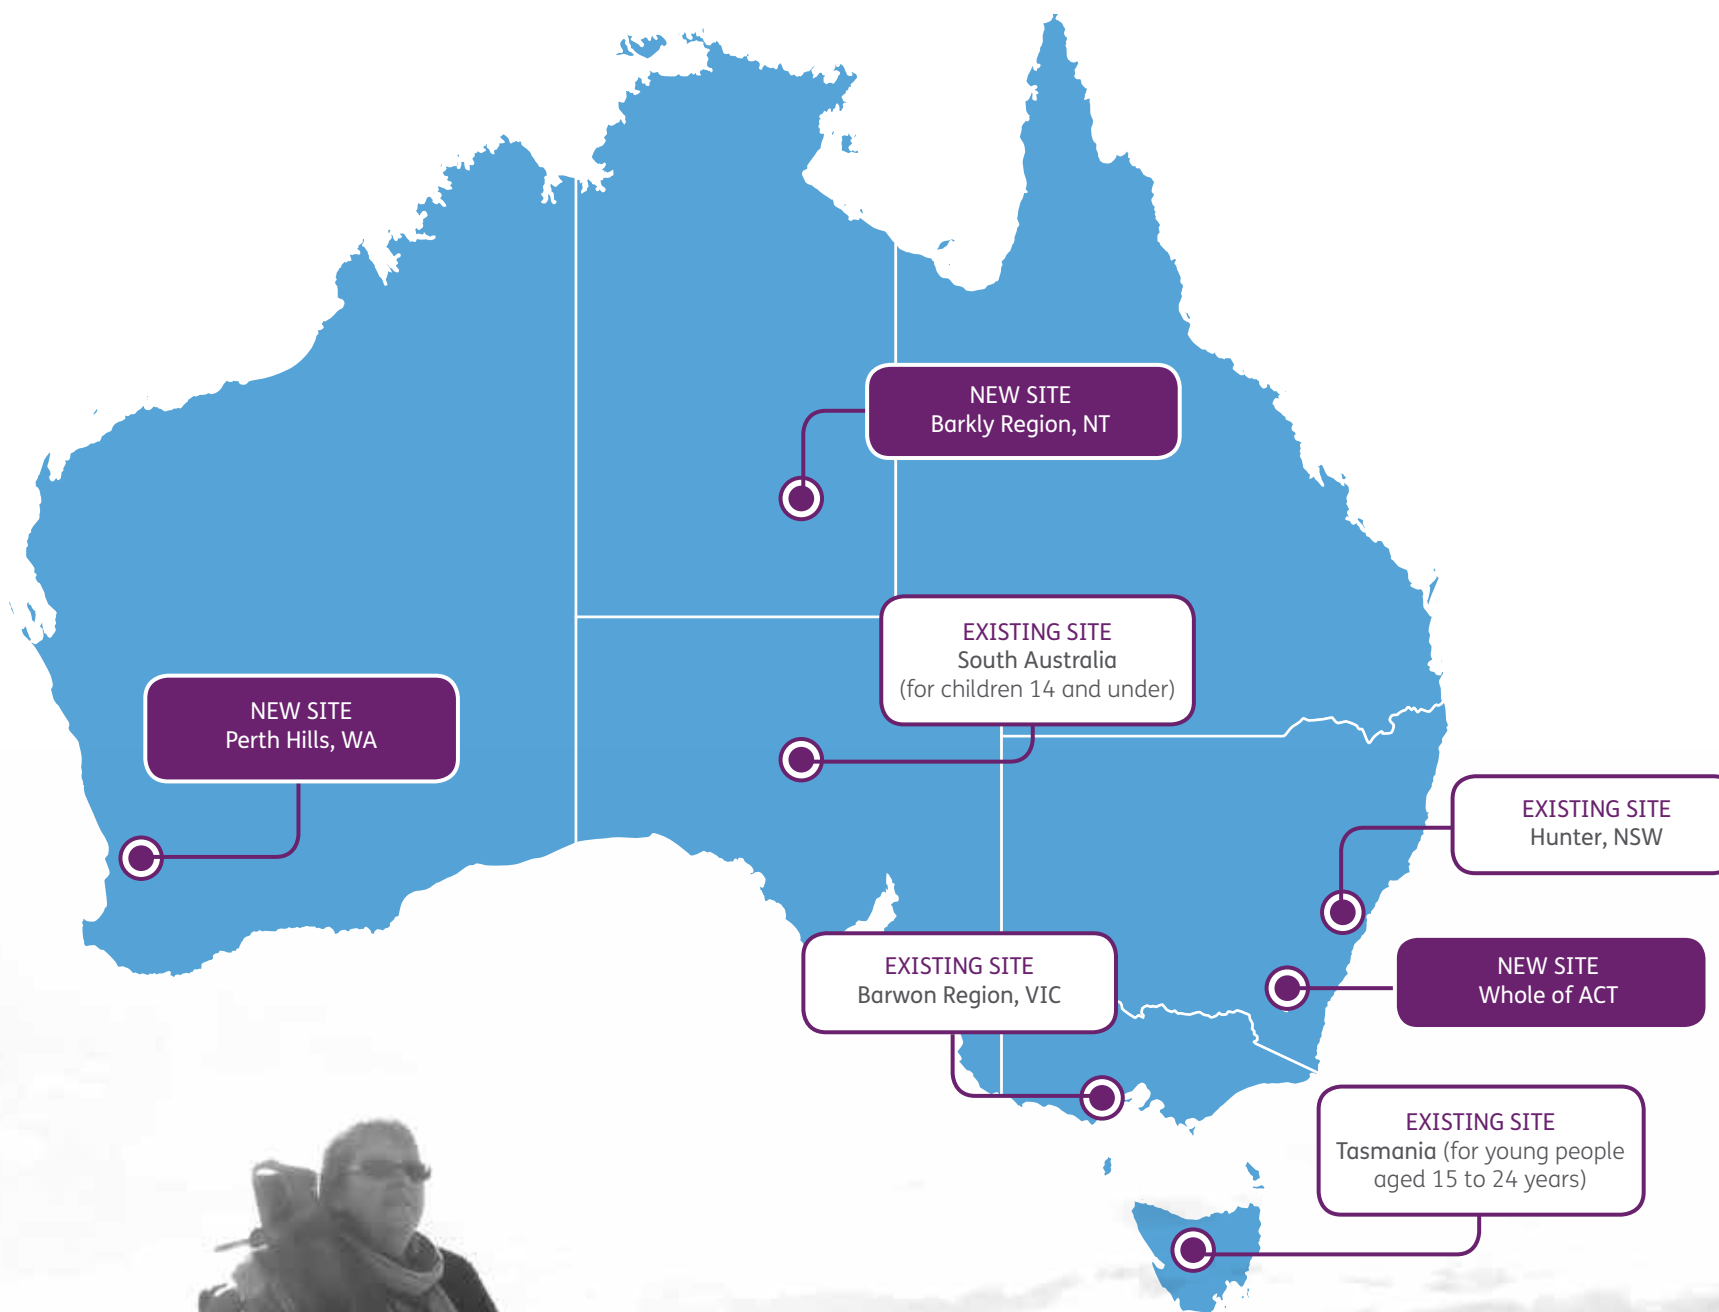 NEW SITE
Barkly Region, NT
EXISTING SITE
South Australia
(for children 14 and under)
NEW SITE
Perth Hills, WA
EXISTING SITE
Hunter, NSW
EXISTING SITE
Barwon Region, VIC
NEW SITE
Whole of ACT
EXISTING SITE
Tasmania (for young people
aged 15 to 24 years)